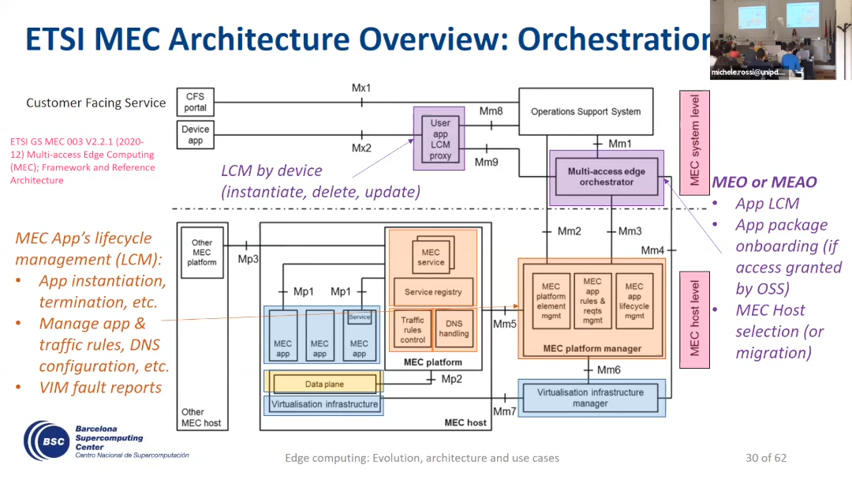 ETSI MEC Architecture Overview: Orchestration
michele.rossi@unipd....
Customer Facing Service
ETSI GS MEC 003 V2.2.1 (2020-
12) Multi-access Edge Computing
(MEC); Framework and Reference
Architecture
CFS
portal
Device
app
Mx1
Mx2
User
app
LCM
proxy
Mm8
Mm9
Operations Support System
Mm1
Multi-access edge
orchestrator
MEC system level
LCM by device
(instantiate, delete, update)
MEO or MEAO
• App LCM
• App package
onboarding (if
access granted
by OSS)
• MEC Host
selection (or
migration)
MEC App's lifecycle
management (LCM):
• App instantiation,
termination, etc.
• Manage app &
traffic rules, DNS
configuration, etc.
• VIM fault reports
Other
MEC
platform
Mp3
Mp1
Mp1
MEC
service
Service registry
Traffic
rules
control
DNS
handling
MEC platform
MEC
app
MEC
app
Service
MEC
app
Data plane
Mp2
Virtualisation infrastructure
MEC host
Other
MEC host
Mm2
Mm3
Mm4
Mm5
MEC
platform
element
mgmt
MEC
app
rules &
reqts
mgmt
MEC
app
lifecycle
mgmt
MEC platform manager
Mm6
Mm7
Virtualisation infrastructure
manager
MEC host level
BSC
Barcelona
Supercomputing
Center
Centro Nacional de Supercomputación
Edge computing: Evolution, architecture and use cases
30 of 62